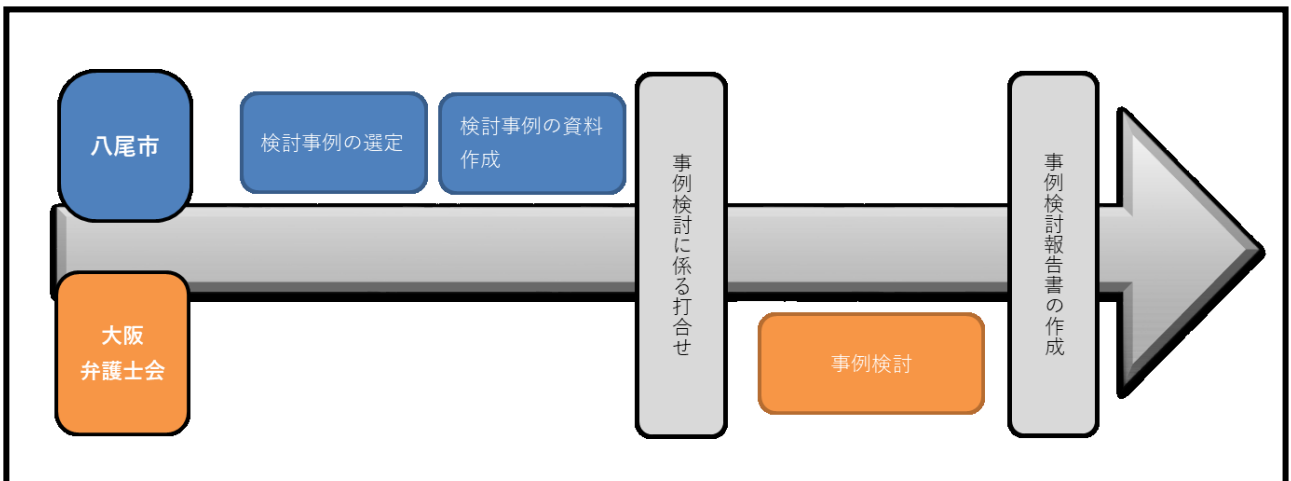 八尾市
検討事例の選定
検討事例の資料
作成
事例検討に係る打合せ
事例検討報告書の作成
大阪
弁護士会
事例検討